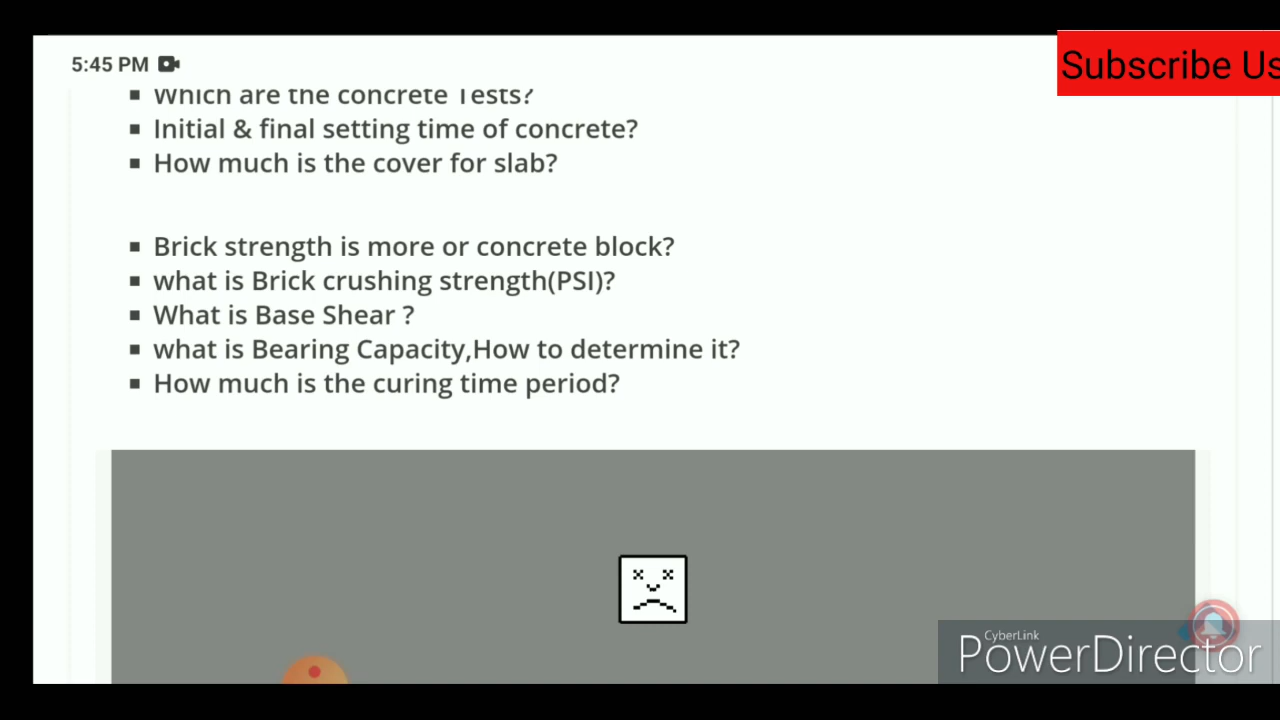 5:45 PM
Subscribe Us
Which are the concrete Tests?
Initial & final setting time of concrete?
How much is the cover for slab?
Brick strength is more or concrete block?
what is Brick crushing strength(PSI)?
What is Base Shear ?
what is Bearing Capacity,How to determine it?
How much is the curing time period?
CyberLink
PowerDirector